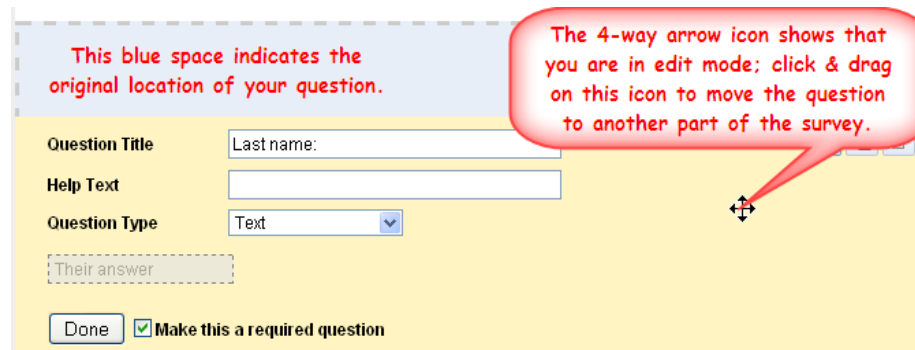 This blue space indicates the
original location of your question.
The 4-way arrow icon shows that
you are in edit mode; click & drag
on this icon to move the question
to another part of the survey.
Question Title Last name:
Help Text
Question Type Text
Their answer
Done Make this a required question